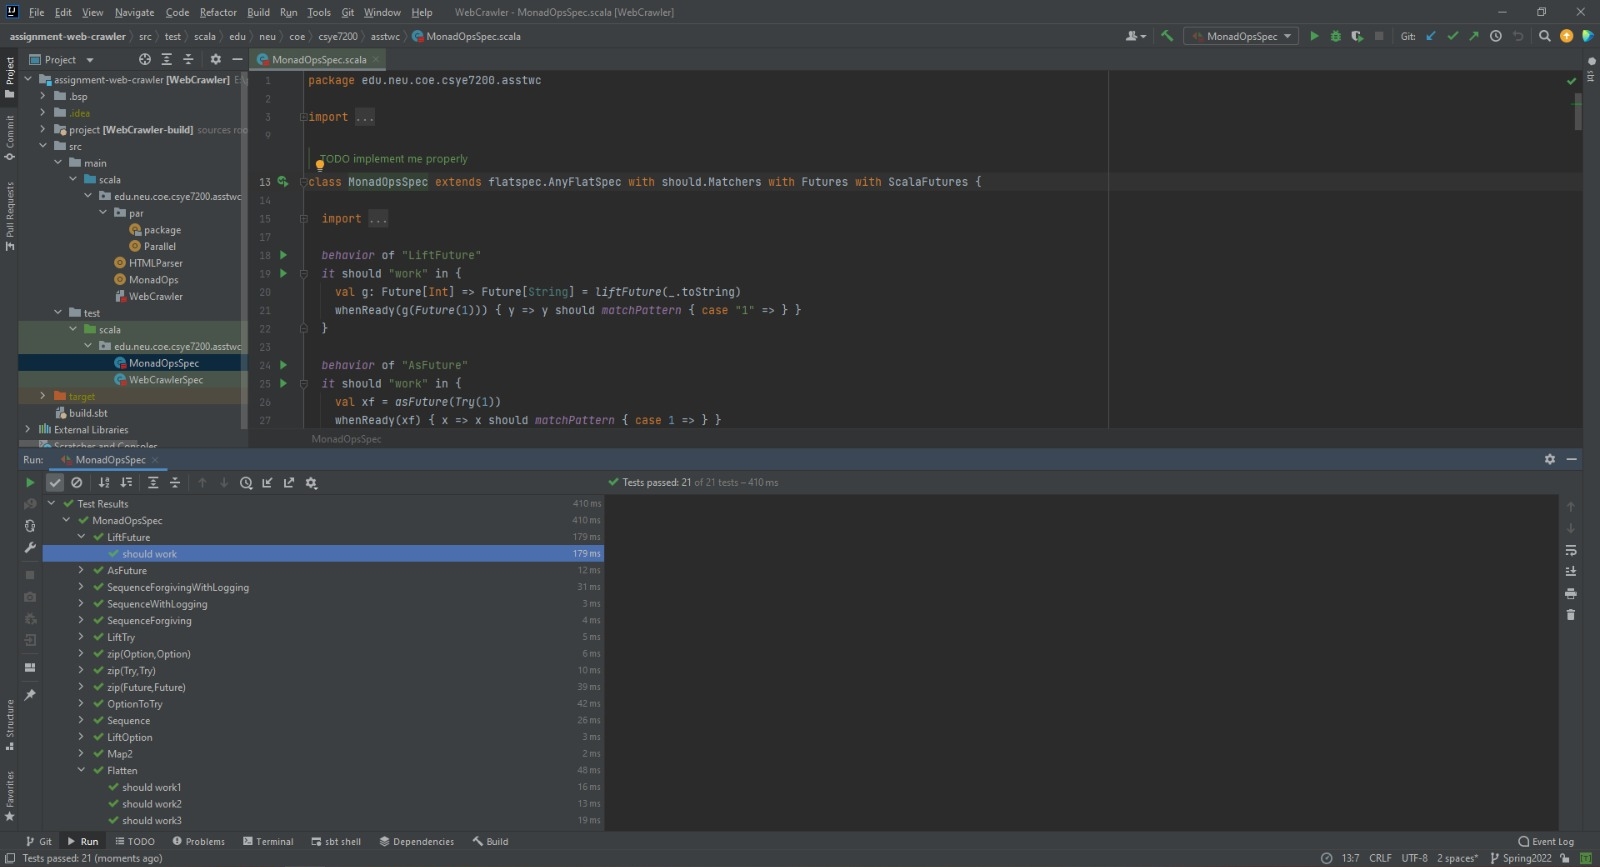 File Edit View Navigate Code Refactor Build Run Tools Git Window Help WebCrawler - MonadOpsSpec.scala [WebCrawler]
assignment-web-crawler src test scala edu neu coe csye7200 asstwc MonadOpsSpec.scala MonadOpsSpec Git:
Project MonadOpsSpec.scala
assignment-web-crawler [WebCrawler]
.bsp
.idea
project [WebCrawler-build] sources roo
src
main
scala
edu.neu.coe.csye7200.asstwc
par
package
Parallel
HTMLParser
MonadOps
WebCrawler
test
scala
edu.neu.coe.csye7200.asstwc
MonadOpsSpec
WebCrawlerSpec
target
build.sbt
External Libraries
Scratches and Consoles
1 package edu.neu.coe.csye7200.asstwc
2
3 import ...
9
TODO implement me properly
13 class MonadOpsSpec extends flatspec.AnyFlatSpec with should.Matchers with Futures with ScalaFutures {
14
15 import ...
17
18 behavior of "LiftFuture"
19 it should "work" in {
20 val g: Future[Int] => Future[String] = liftFuture(_.toString)
21 whenReady(g(Future(1))) { y => y should matchPattern { case "1" => } }
22 }
23
24 behavior of "AsFuture"
25 it should "work" in {
26 val xf = asFuture(Try(1))
27 whenReady(xf) { x => x should matchPattern { case 1 => } }
MonadOpsSpec
Project
Commit
Pull Requests
Structure
Favorites
sbt
Run: MonadOpsSpec
Tests passed: 21 of 21 tests – 410 ms
Test Results 410 ms
MonadOpsSpec 410 ms
LiftFuture 179 ms
should work 179 ms
AsFuture 12 ms
SequenceForgivingWithLogging 31 ms
SequenceWithLogging 3 ms
SequenceForgiving 4 ms
LiftTry 5 ms
zip(Option,Option) 6 ms
zip(Try,Try) 10 ms
zip(Future,Future) 39 ms
OptionToTry 42 ms
Sequence 26 ms
LiftOption 3 ms
Map2 2 ms
Flatten 48 ms
should work1 16 ms
should work2 13 ms
should work3 19 ms
Git Run TODO Problems Terminal sbt shell Dependencies Build Event Log
Tests passed: 21 (moments ago) 13:7 CRLF UTF-8 2 spaces* Spring2022